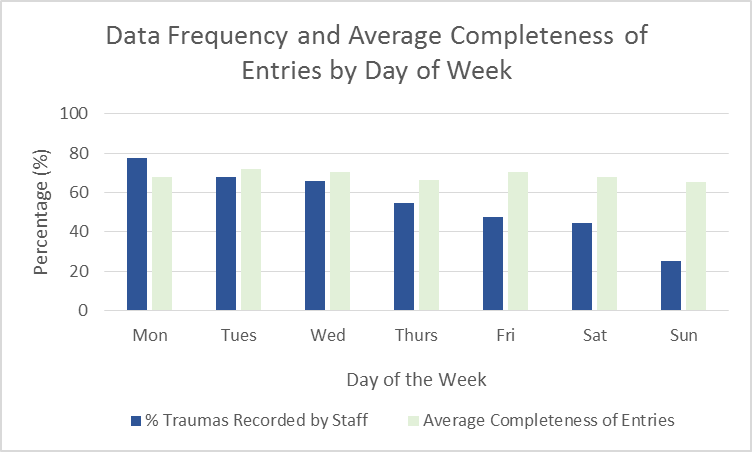 Data Frequency and Average Completeness of
Entries by Day of Week
Percentage (%)
100
80
60
40
20
0
Mon Tues Wed Thurs Fri Sat Sun
Day of the Week
% Traumas Recorded by Staff Average Completeness of Entries